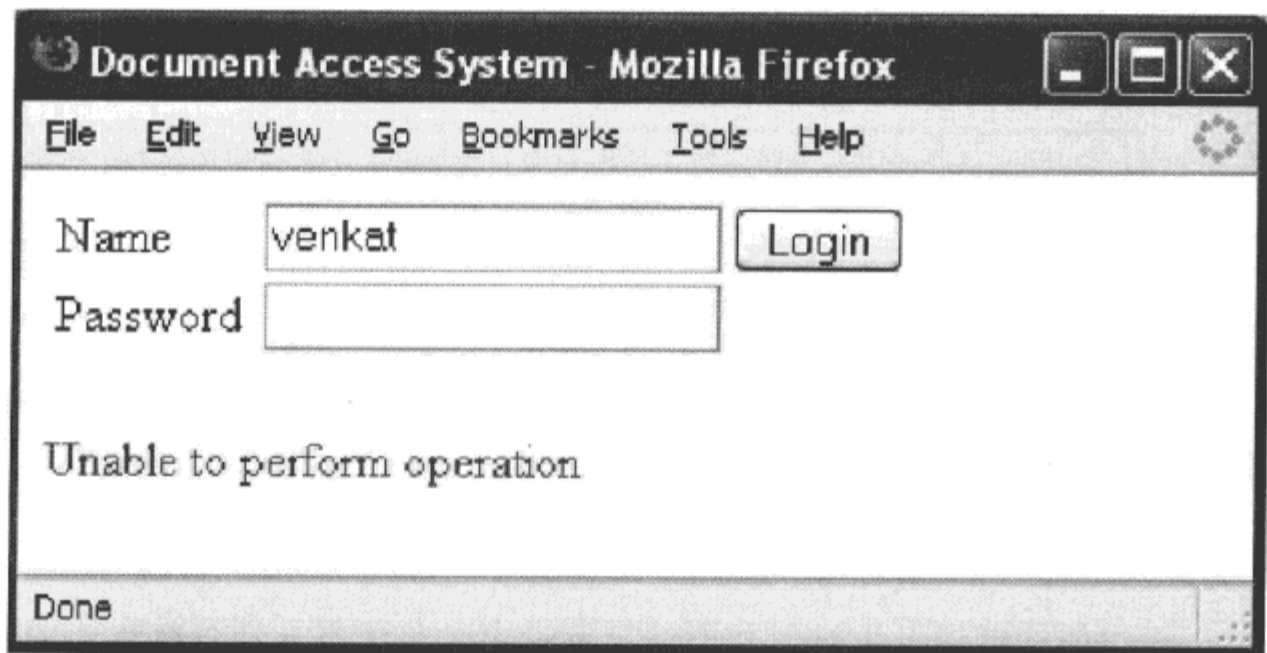 Document Access System - Mozilla Firefox
File Edit View Go Bookmarks Tools Help
Name venkat Login
Password
Unable to perform operation
Done